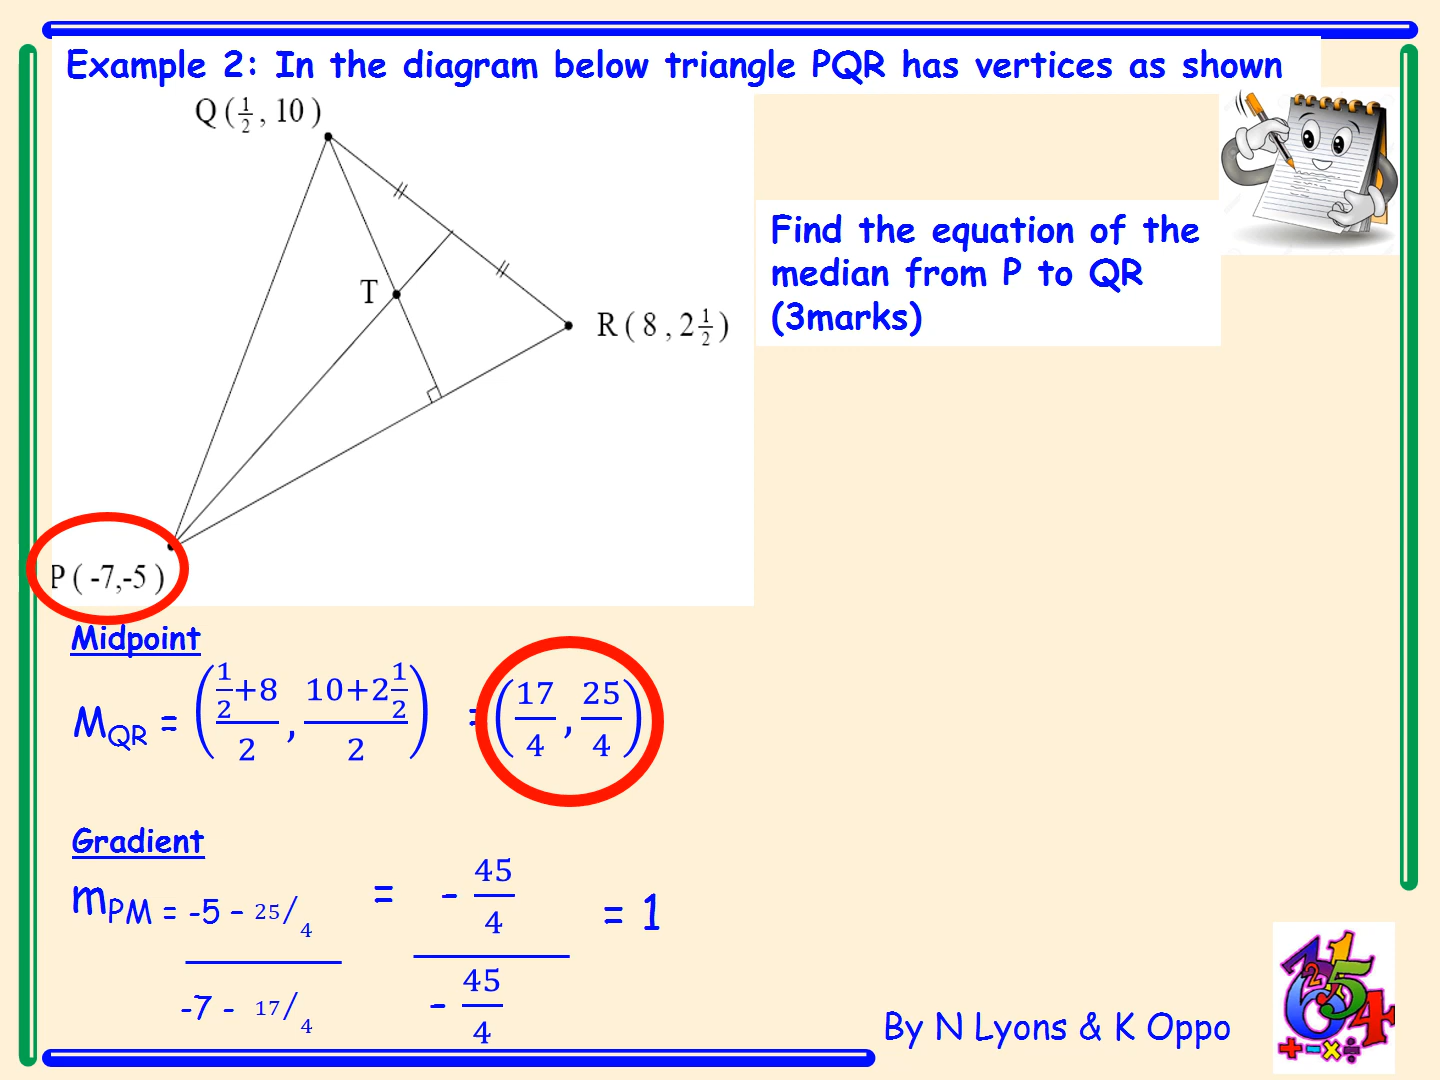 Example 2: In the diagram below triangle PQR has vertices as shown
Q ( 1/2 , 10 )
Find the equation of the
median from P to QR
(3marks)
T
R ( 8 , 2 1/2 )
P ( -7,-5 )
Midpoint
M_QR = ( (1/2+8)/2 , (10+2 1/2)/2 ) = ( 17/4 , 25/4 )
Gradient
m_PM = (-5 - 25/4)/(-7 - 17/4) = (- 45/4)/(- 45/4) = 1
By N Lyons & K Oppo